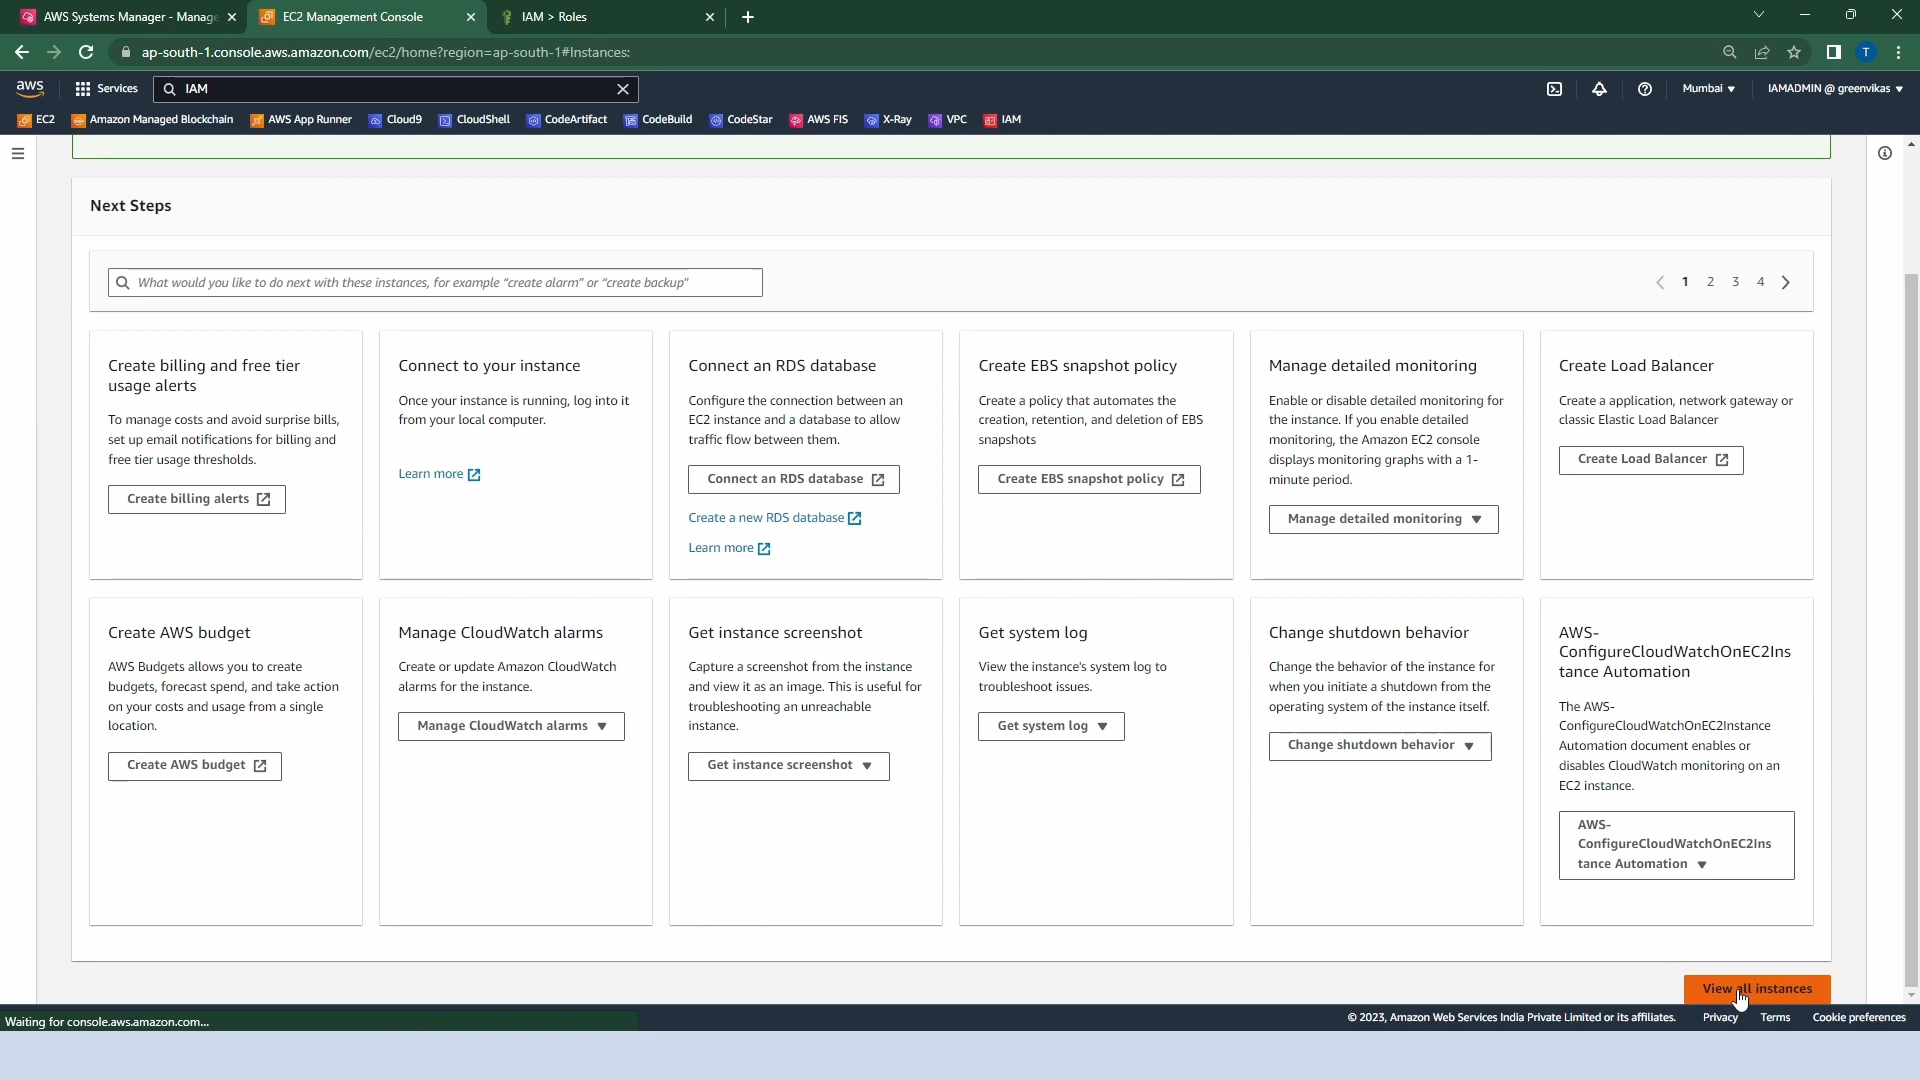 AWS Systems Manager - Manage
EC2 Management Console
IAM > Roles
ap-south-1.console.aws.amazon.com/ec2/home?region=ap-south-1#Instances:
T
aws
Services
IAM
Mumbai
IAMADMIN @ greenvikas
EC2
Amazon Managed Blockchain
AWS App Runner
Cloud9
CloudShell
CodeArtifact
CodeBuild
CodeStar
AWS FIS
X-Ray
VPC
IAM
Next Steps
What would you like to do next with these instances, for example "create alarm" or "create backup"
1 2 3 4
Create billing and free tier
usage alerts
To manage costs and avoid surprise bills,
set up email notifications for billing and
free tier usage thresholds.
Create billing alerts
Connect to your instance
Once your instance is running, log into it
from your local computer.
Learn more
Connect an RDS database
Configure the connection between an
EC2 instance and a database to allow
traffic flow between them.
Connect an RDS database
Create a new RDS database
Learn more
Create EBS snapshot policy
Create a policy that automates the
creation, retention, and deletion of EBS
snapshots
Create EBS snapshot policy
Manage detailed monitoring
Enable or disable detailed monitoring for
the instance. If you enable detailed
monitoring, the Amazon EC2 console
displays monitoring graphs with a 1-
minute period.
Manage detailed monitoring
Create Load Balancer
Create a application, network gateway or
classic Elastic Load Balancer
Create Load Balancer
Create AWS budget
AWS Budgets allows you to create
budgets, forecast spend, and take action
on your costs and usage from a single
location.
Create AWS budget
Manage CloudWatch alarms
Create or update Amazon CloudWatch
alarms for the instance.
Manage CloudWatch alarms
Get instance screenshot
Capture a screenshot from the instance
and view it as an image. This is useful for
troubleshooting an unreachable
instance.
Get instance screenshot
Get system log
View the instance's system log to
troubleshoot issues.
Get system log
Change shutdown behavior
Change the behavior of the instance for
when you initiate a shutdown from the
operating system of the instance itself.
Change shutdown behavior
AWS-
ConfigureCloudWatchOnEC2Ins
tance Automation
The AWS-
ConfigureCloudWatchOnEC2Instance
Automation document enables or
disables CloudWatch monitoring on an
EC2 instance.
AWS-
ConfigureCloudWatchOnEC2Ins
tance Automation
View all instances
Waiting for console.aws.amazon.com...
© 2023, Amazon Web Services India Private Limited or its affiliates.
Privacy
Terms
Cookie preferences